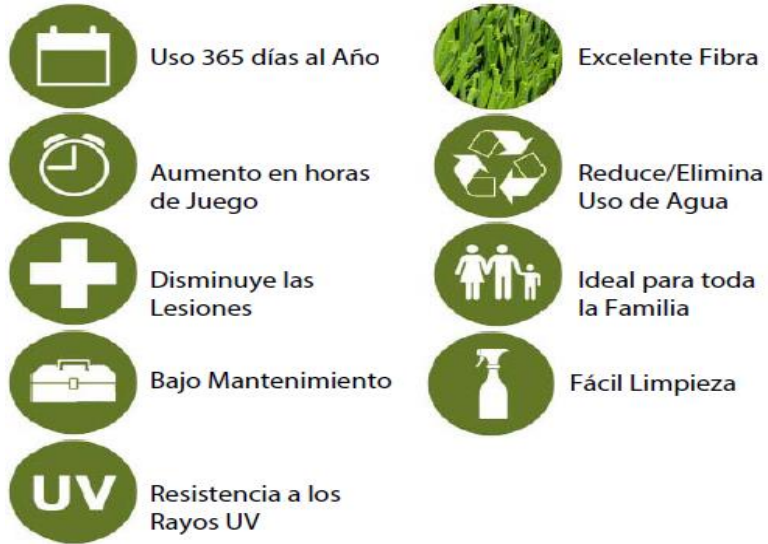 Uso 365 días al Año
Aumento en horas
de Juego
Disminuye las
Lesiones
Bajo Mantenimiento
UV
Resistencia a los
Rayos UV
Excelente Fibra
Reduce/Elimina
Uso de Agua
Ideal para toda
la Familia
Fácil Limpieza